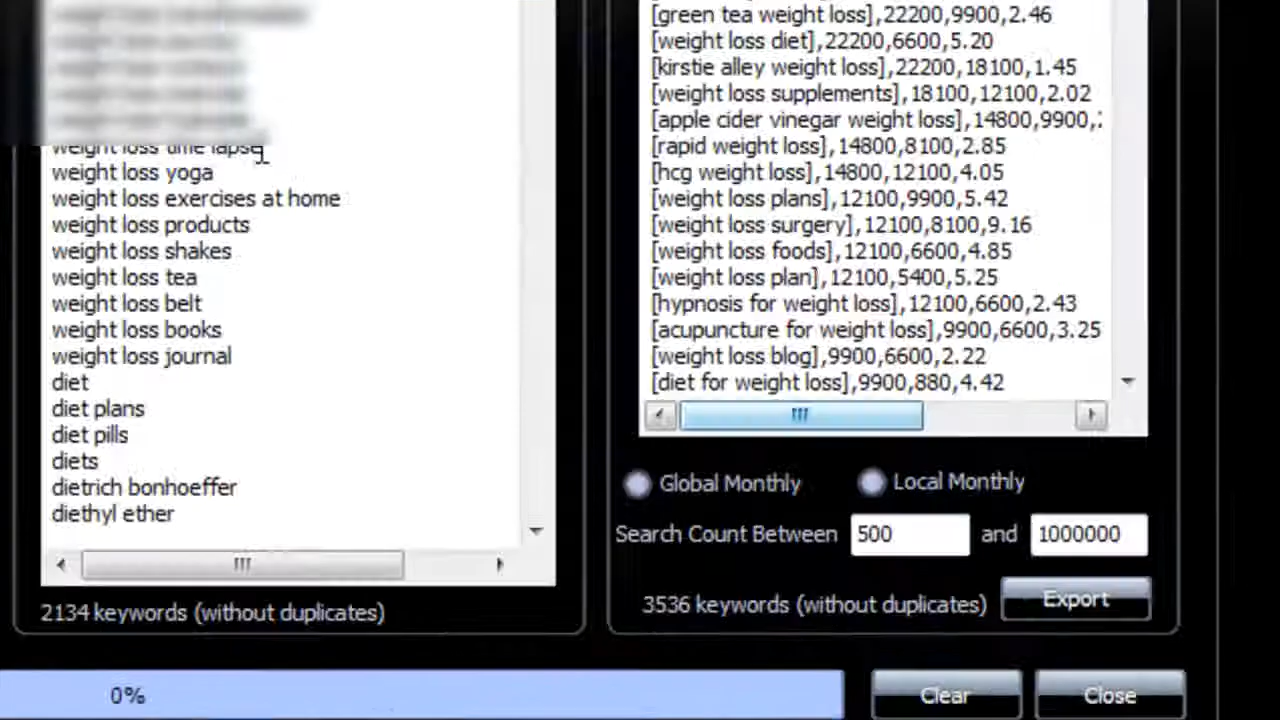 weight loss time lapse
weight loss yoga
weight loss exercises at home
weight loss products
weight loss shakes
weight loss tea
weight loss belt
weight loss books
weight loss journal
diet
diet plans
diet pills
diets
dietrich bonhoeffer
diethyl ether
2134 keywords (without duplicates)
[green tea weight loss],22200,9900,2.46
[weight loss diet],22200,6600,5.20
[kirstie alley weight loss],22200,18100,1.45
[weight loss supplements],18100,12100,2.02
[apple cider vinegar weight loss],14800,9900,
[rapid weight loss],14800,8100,2.85
[hcg weight loss],14800,12100,4.05
[weight loss plans],12100,9900,5.42
[weight loss surgery],12100,8100,9.16
[weight loss foods],12100,6600,4.85
[weight loss plan],12100,5400,5.25
[hypnosis for weight loss],12100,6600,2.43
[acupuncture for weight loss],9900,6600,3.25
[weight loss blog],9900,6600,2.22
[diet for weight loss],9900,880,4.42
Global Monthly Local Monthly
Search Count Between 500 and 1000000
3536 keywords (without duplicates) Export
0% Clear Close